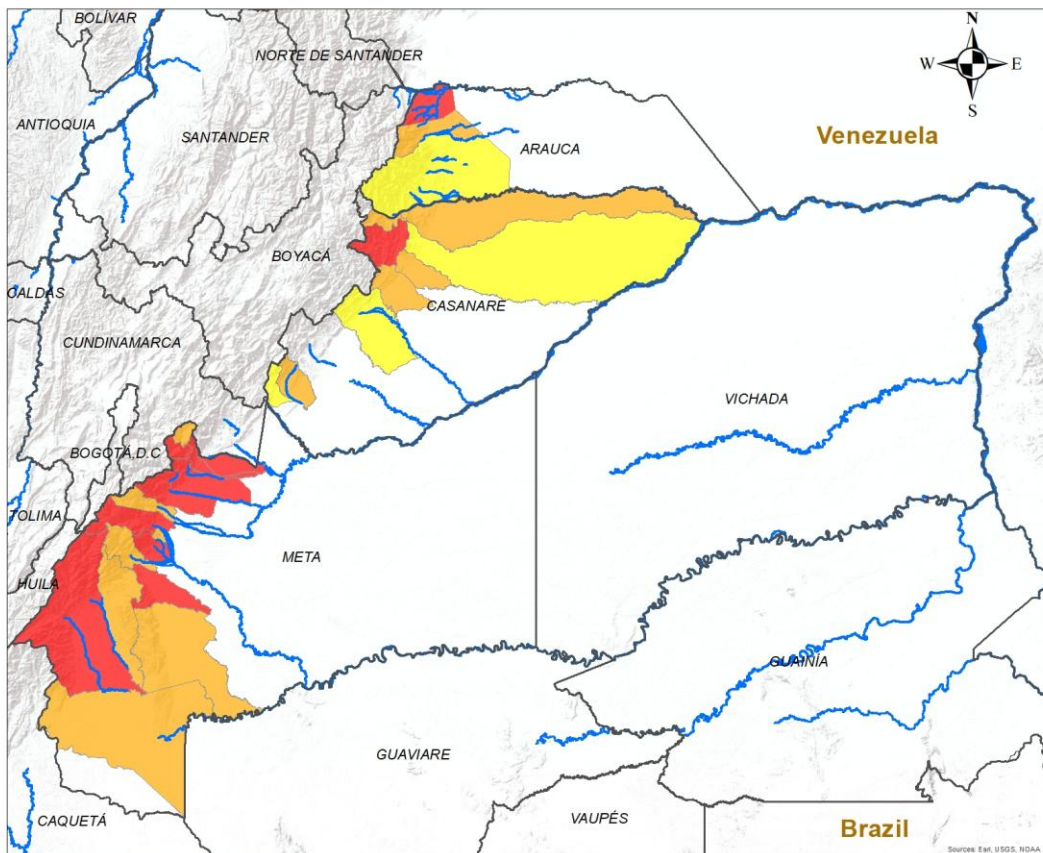 BOLÍVAR
NORTE DE SANTANDER
N
W
E
S
ANTIOQUIA
SANTANDER
ARAUCA
Venezuela
BOYACÁ
CALDAS
CASANARE
CUNDINAMARCA
VICHADA
BOGOTÁ,D.C
TOLIMA
META
HUILA
GUAINÍA
GUAVIARE
CAQUETÁ
VAUPÉS
Brazil
Sources: Esri, USGS, NOAA